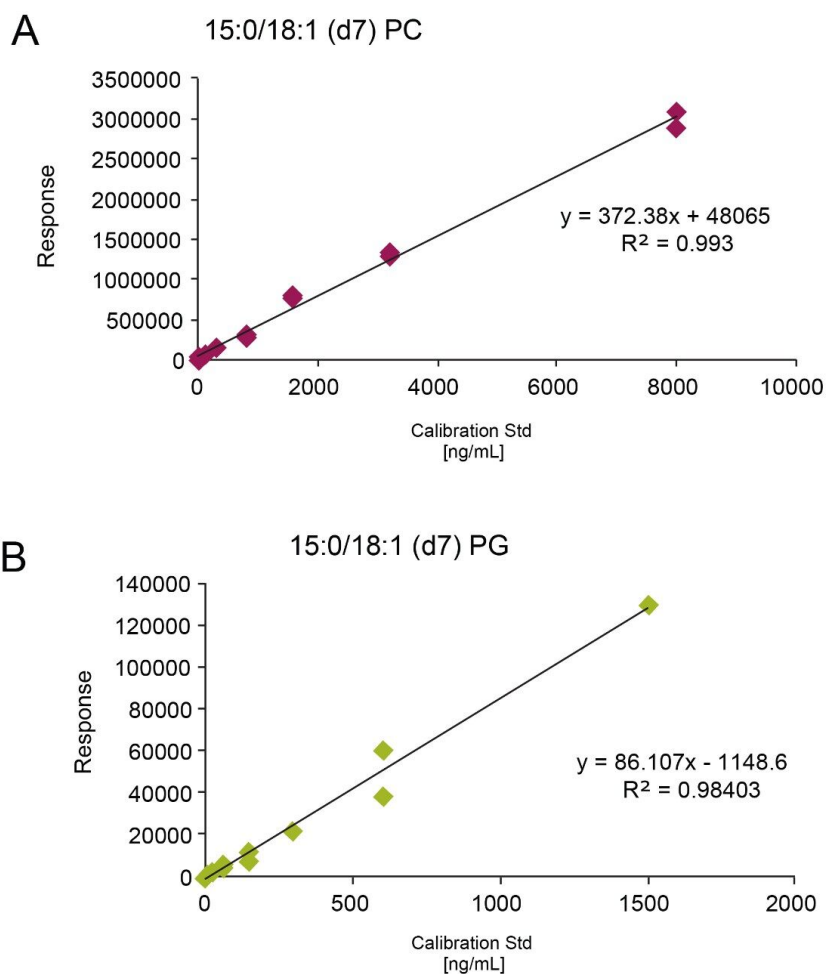 A
15:0/18:1 (d7) PC
3500000
3000000
2500000
2000000
1500000
1000000
500000
0
Response
y = 372.38x + 48065
R² = 0.993
0 2000 4000 6000 8000 10000
Calibration Std
[ng/mL]
B
15:0/18:1 (d7) PG
140000
120000
100000
80000
60000
40000
20000
0
Response
y = 86.107x - 1148.6
R² = 0.98403
0 500 1000 1500 2000
Calibration Std
[ng/mL]